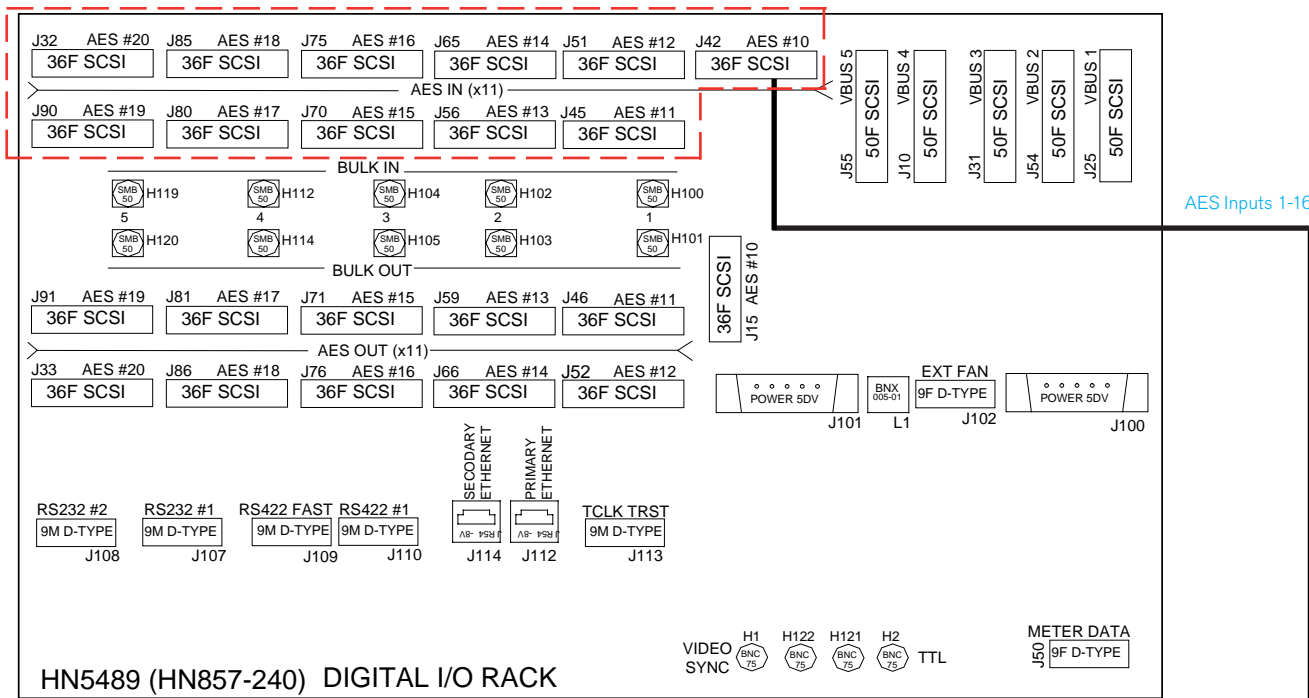 J32 AES #20 J85 AES #18 J75 AES #16 J65 AES #14 J51 AES #12 J42 AES #10
36F SCSI 36F SCSI 36F SCSI 36F SCSI 36F SCSI 36F SCSI
AES IN (x11)
J90 AES #19 J80 AES #17 J70 AES #15 J56 AES #13 J45 AES #11
36F SCSI 36F SCSI 36F SCSI 36F SCSI 36F SCSI
J55 VBUS 5 50F SCSI
J10 VBUS 4 50F SCSI
J31 VBUS 3 50F SCSI
J54 VBUS 2 50F SCSI
J25 VBUS 1 50F SCSI
AES Inputs 1-16
BULK IN
SMB 50 H119 SMB 50 H112 SMB 50 H104 SMB 50 H102 SMB 50 H100
5 4 3 2 1
SMB 50 H120 SMB 50 H114 SMB 50 H105 SMB 50 H103 SMB 50 H101
BULK OUT
36F SCSI J15 AES #10
J91 AES #19 J81 AES #17 J71 AES #15 J59 AES #13 J46 AES #11
36F SCSI 36F SCSI 36F SCSI 36F SCSI 36F SCSI
AES OUT (x11)
J33 AES #20 J86 AES #18 J76 AES #16 J66 AES #14 J52 AES #12
36F SCSI 36F SCSI 36F SCSI 36F SCSI 36F SCSI
EXT FAN
POWER 5DV BNX 005-01 9F D-TYPE POWER 5DV
J101 L1 J102 J100
SECODARY ETHERNET
PRIMARY ETHERNET
RS232 #2 RS232 #1 RS422 FAST RS422 #1 TCLK TRST
9M D-TYPE 9M D-TYPE 9M D-TYPE 9M D-TYPE J RS4 -8V J RS4 -8V 9M D-TYPE
J108 J107 J109 J110 J114 J112 J113
H1 H122 H121 H2
VIDEO SYNC BNC 75 BNC 75 BNC 75 BNC 75 TTL
METER DATA
J50 9F D-TYPE
HN5489 (HN857-240) DIGITAL I/O RACK